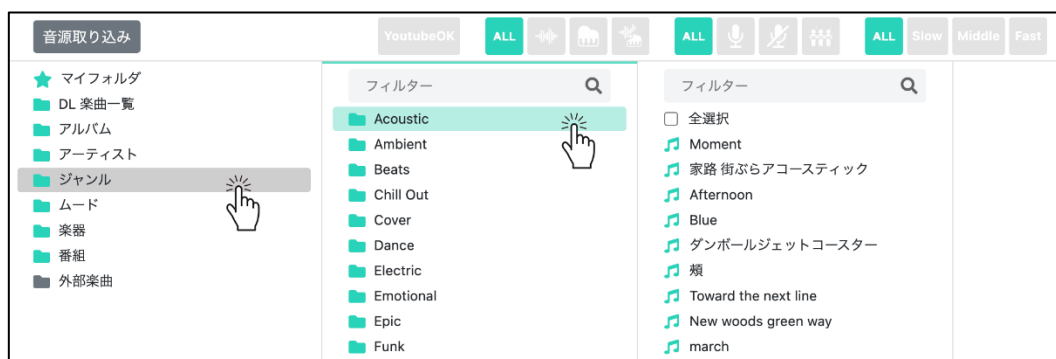 音源取り込み
YoutubeOK ALL ALL ALL Slow Middle Fast
マイフォルダ
DL 楽曲一覧
アルバム
アーティスト
ジャンル
ムード
楽器
番組
外部楽曲
フィルター
Acoustic
Ambient
Beats
Chill Out
Cover
Dance
Electric
Emotional
Epic
Funk
フィルター
全選択
Moment
家路 街ぶらアコースティック
Afternoon
Blue
ダンボールジェットコースター
頬
Toward the next line
New woods green way
march